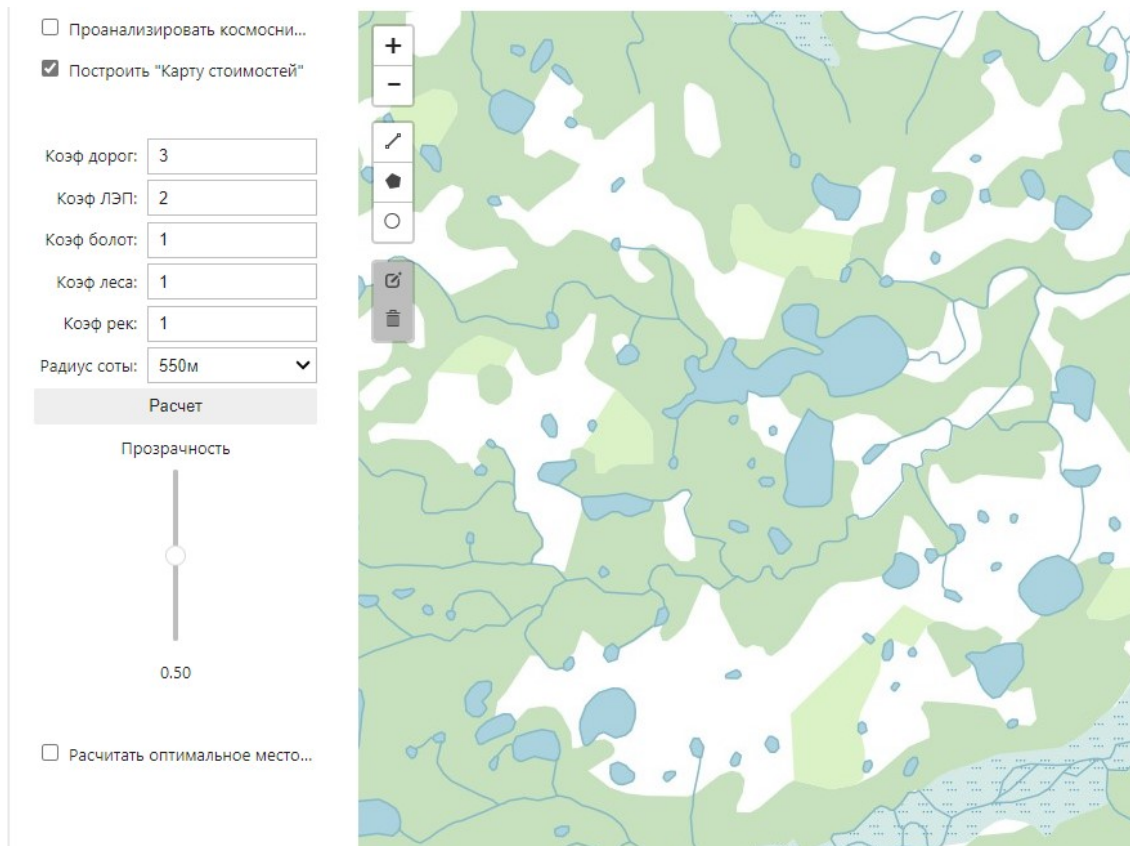 Проанализировать космосни...
Построить "Карту стоимостей"
Коэф дорог: 3
Коэф ЛЭП: 2
Коэф болот: 1
Коэф леса: 1
Коэф рек: 1
Радиус соты: 550м
Расчет
Прозрачность
0.50
Расчитать оптимальное место...
+
−